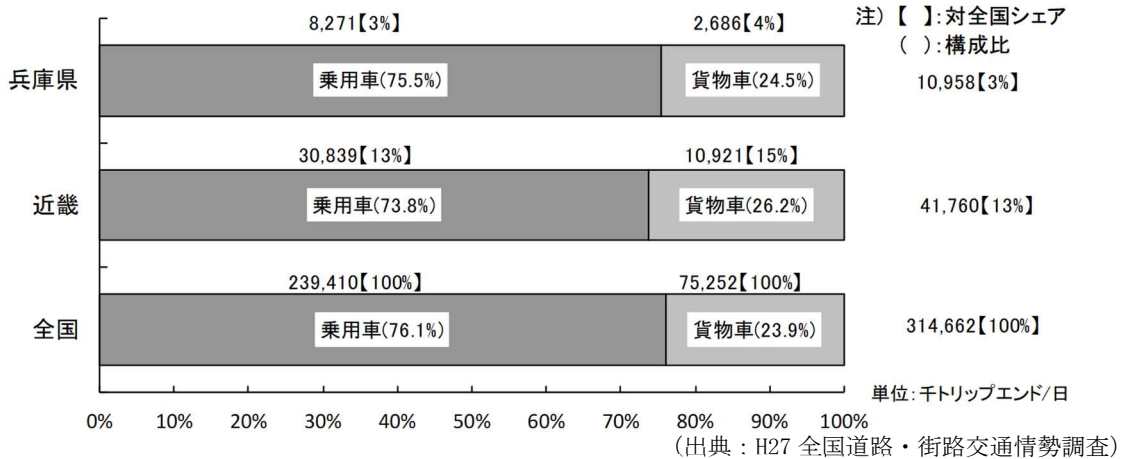 8,271【3%】 2,686【4%】 注)【 】:対全国シェア
( ):構成比
兵庫県 乗用車(75.5%) 貨物車(24.5%) 10,958【3%】
30,839【13%】 10,921【15%】
近畿 乗用車(73.8%) 貨物車(26.2%) 41,760【13%】
239,410【100%】 75,252【100%】
全国 乗用車(76.1%) 貨物車(23.9%) 314,662【100%】
単位:千トリップエンド/日
0% 10% 20% 30% 40% 50% 60% 70% 80% 90% 100%
(出典:H27 全国道路・街路交通情勢調査)